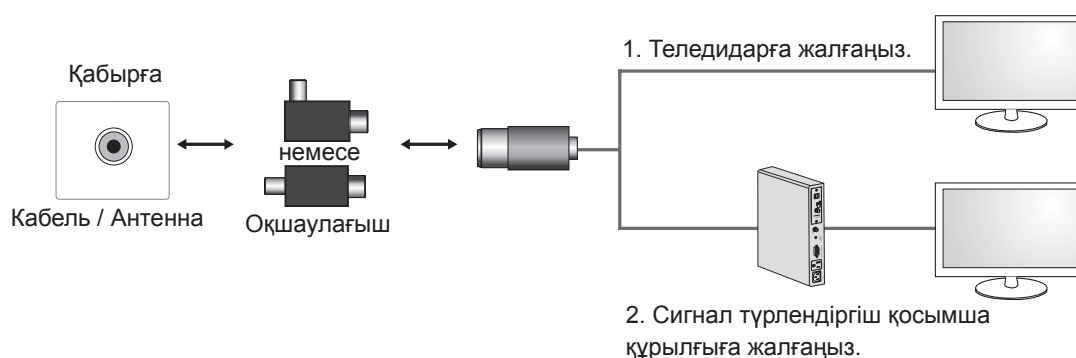 1. Теледидарға жалғаңыз.
Қабырға
немесе
Кабель / Антенна
Оқшаулағыш
2. Сигнал түрлендіргіш қосымша
құрылғыға жалғаңыз.